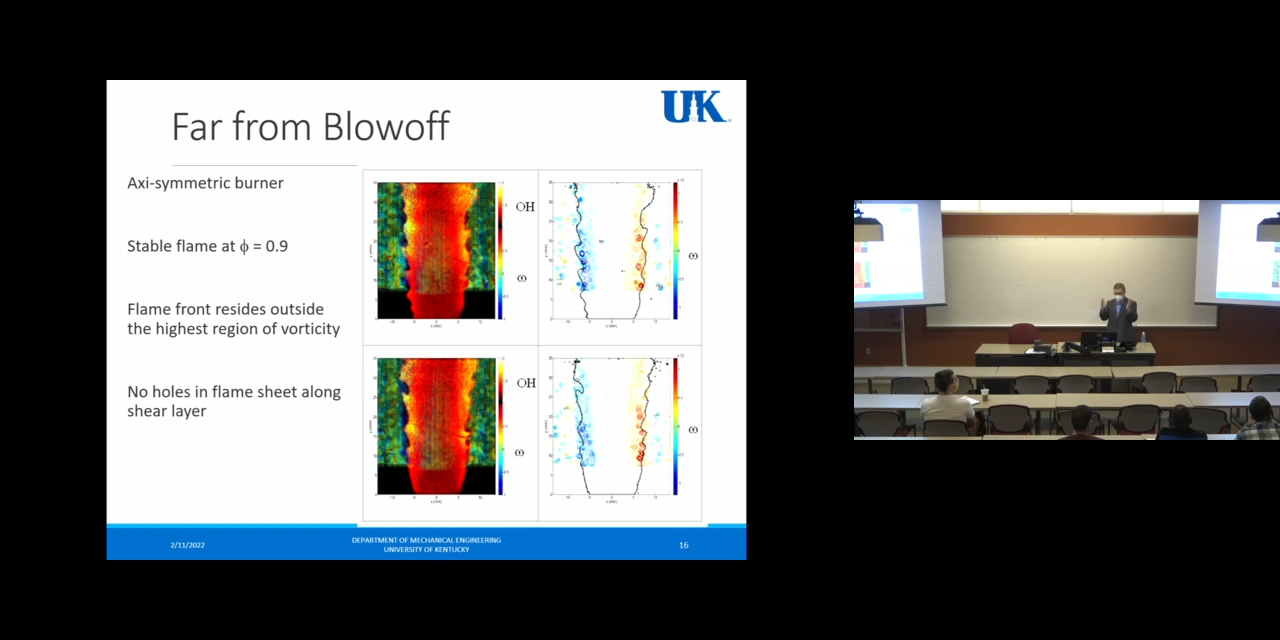 Far from Blowoff
UK
Axi-symmetric burner
Stable flame at ϕ = 0.9
Flame front resides outside
the highest region of vorticity
No holes in flame sheet along
shear layer
OH
ω
ω
OH
ω
ω
2/11/2022
DEPARTMENT OF MECHANICAL ENGINEERING
UNIVERSITY OF KENTUCKY
16